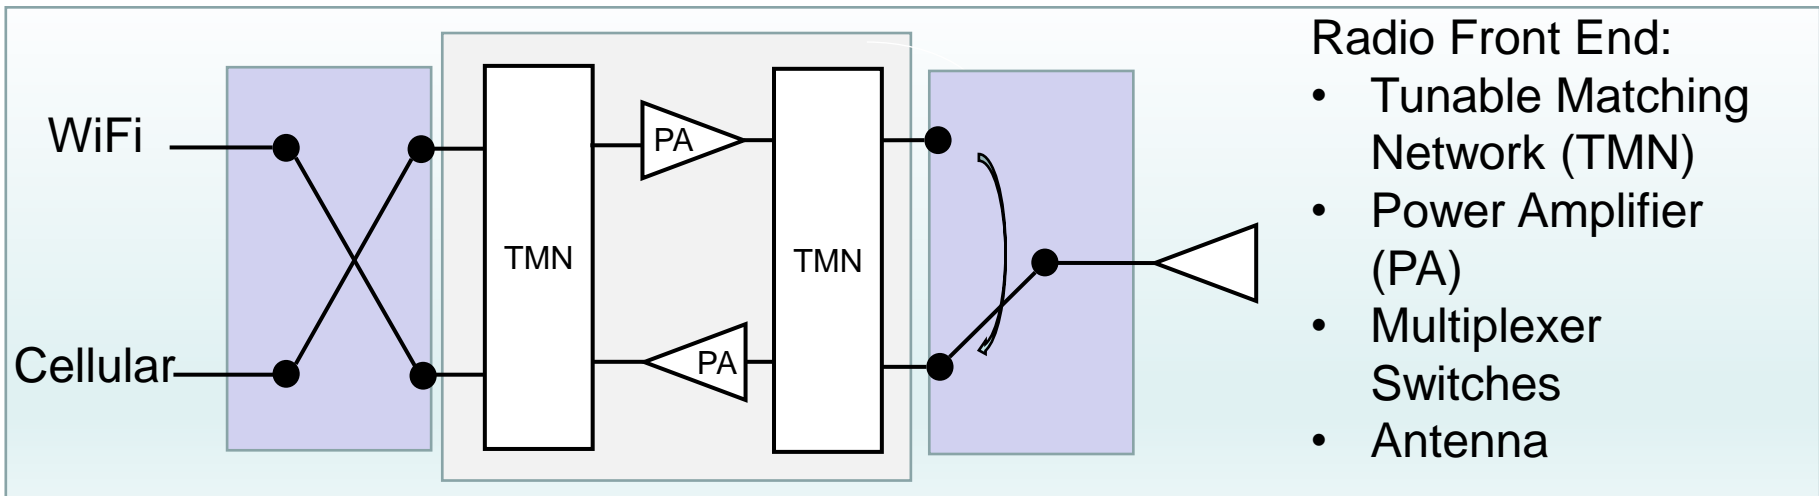 WiFi
Cellular
TMN
PA
PA
TMN
Radio Front End:
• Tunable Matching
Network (TMN)
• Power Amplifier
(PA)
• Multiplexer
Switches
• Antenna